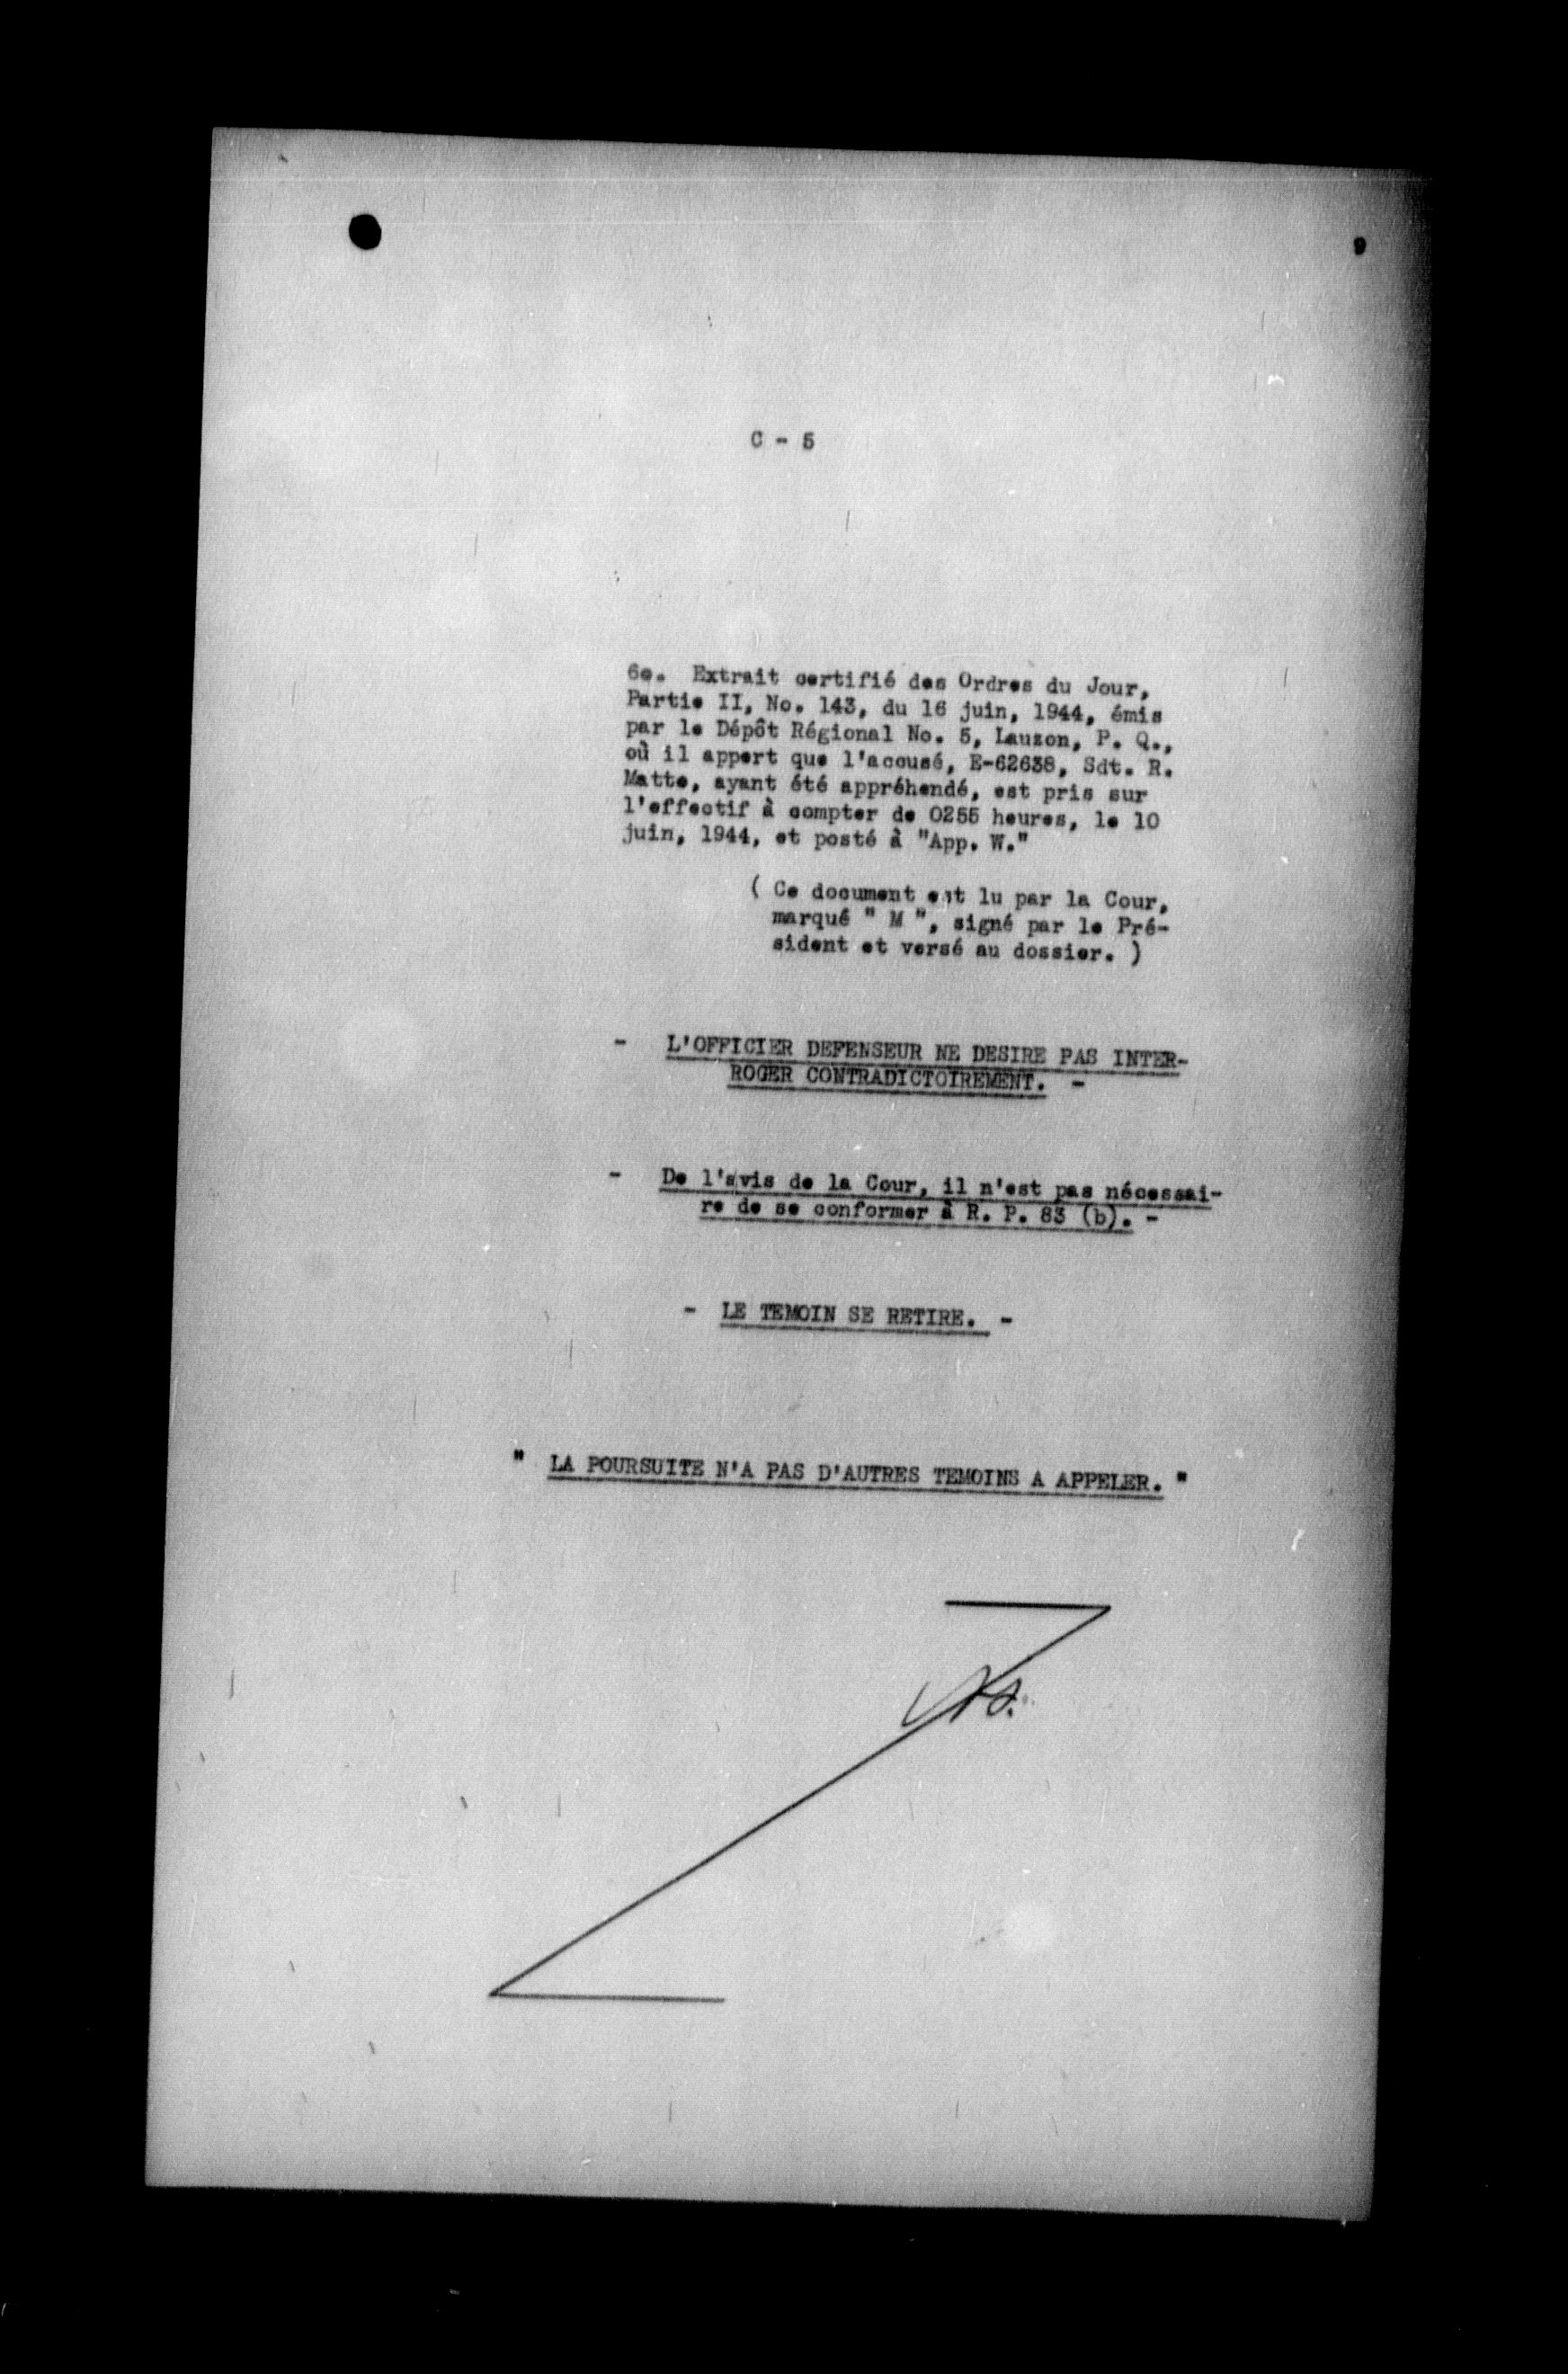 9
C - 5
6e. Extrait certifié des Ordres du Jour,
Partie II, No. 143, du 16 juin, 1944, émis
par le Dépôt Régional No. 5, Lauzon, P. Q.,
où il appert que l'acousé, E-62638, Sdt. R.
Matte, ayant été appréhendé, est pris sur
l'effectif à compter de 0255 heures, le 10
juin, 1944, et posté à "App. W."
( Ce document est lu par la Cour,
marqué " M ", signé par le Pré-
sident et versé au dossier. )
- L'OFFICIER DEFENSEUR NE DESIRE PAS INTER-
ROGER CONTRADICTOIREMENT. -
- De l'avis de la Cour, il n'est pas nécessai-
re de se conformer à R. P. 83 (b). -
- LE TEMOIN SE RETIRE. -
" LA POURSUITE N'A PAS D'AUTRES TEMOINS A APPELER. "